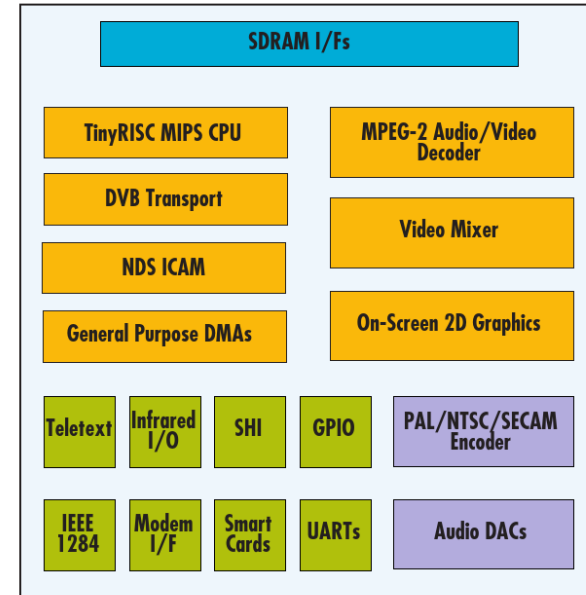 SDRAM I/Fs
TinyRISC MIPS CPU
DVB Transport
NDS ICAM
General Purpose DMAs
MPEG-2 Audio/Video
Decoder
Video Mixer
On-Screen 2D Graphics
Teletext
Infrared
I/O
SHI
GPIO
PAL/NTSC/SECAM
Encoder
IEEE
1284
Modem
I/F
Smart
Cards
UARTs
Audio DACs